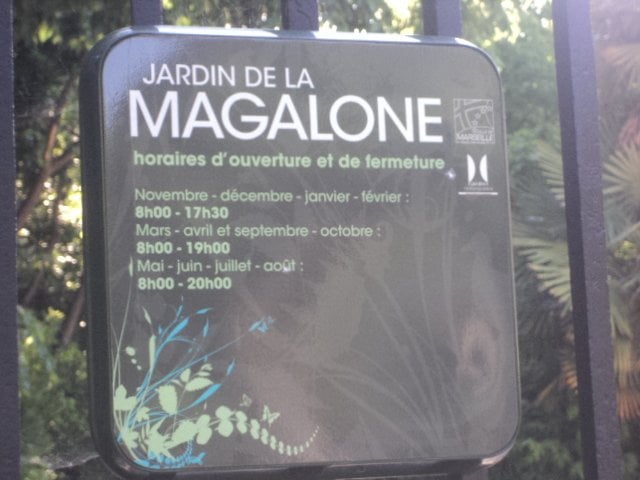 JARDIN DE LA
MAGALONE
MARSEILLE
horaires d'ouverture et de fermeture
Novembre - décembre - janvier - février :
8h00 - 17h30
Mars - avril et septembre - octobre :
8h00 - 19h00
Mai - juin - juillet - août :
8h00 - 20h00